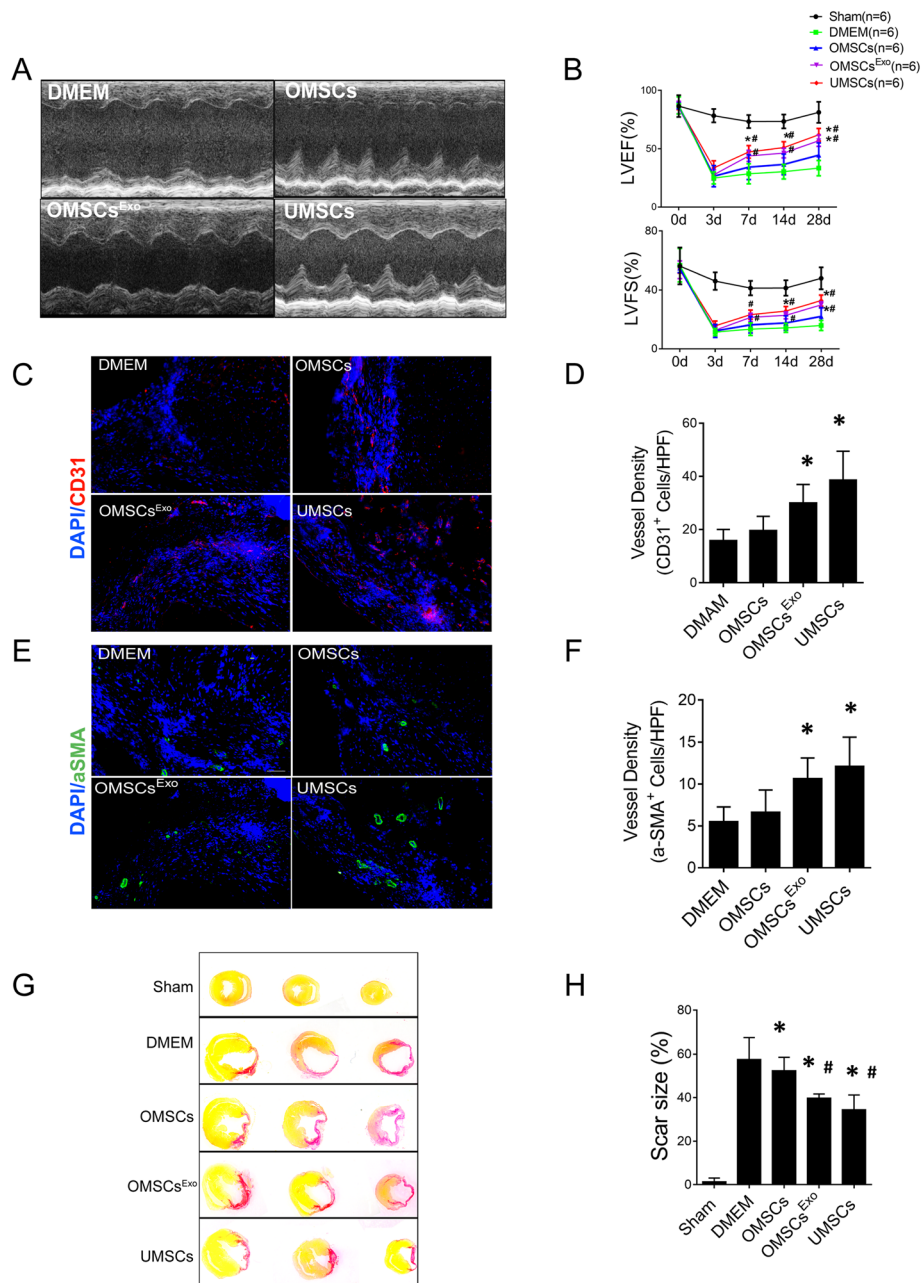 Sham(n=6)
DMEM(n=6)
OMSCs(n=6)
OMSCsExo(n=6)
UMSCs(n=6)
A
DMEM
OMSCs
OMSCsExo
UMSCs
B
LVEF(%)
100
50
0
*#
#
*#
#
*#
*#
0d 3d 7d 14d 28d
LVFS(%)
80
40
0
#
#
*#
#
*#
*#
0d 3d 7d 14d 28d
C
DAPI/CD31
DMEM
OMSCs
OMSCsExo
UMSCs
D
Vessel Density
(CD31+ Cells/HPF)
60
40
20
0
*
*
DMAM
OMSCs
OMSCsExo
UMSCs
E
DAPI/aSMA
DMEM
OMSCs
OMSCsExo
UMSCs
F
Vessel Density
(a-SMA+ Cells/HPF)
20
15
10
5
0
*
*
DMEM
OMSCs
OMSCsExo
UMSCs
G
Sham
DMEM
OMSCs
OMSCsExo
UMSCs
H
Scar size (%)
80
60
40
20
0
*
* #
* #
Sham
DMEM
OMSCs
OMSCsExo
UMSCs